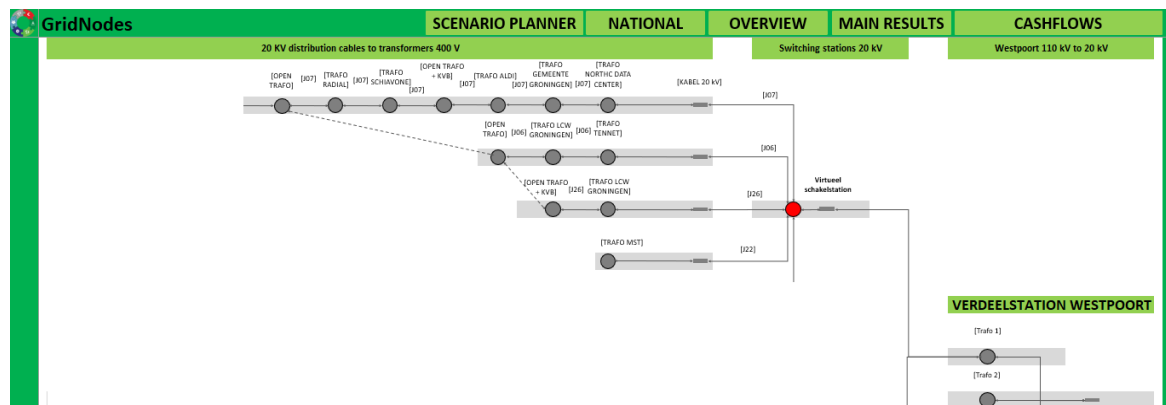 GridNodes
SCENARIO PLANNER
NATIONAL
OVERVIEW
MAIN RESULTS
CASHFLOWS
20 KV distribution cables to transformers 400 V
Switching stations 20 kV
Westpoort 110 kV to 20 kV
[OPEN
TRAFO]
[J07]
[TRAFO
RADIAL]
[J07]
[TRAFO
SCHIAVONE]
[J07]
[OPEN TRAFO
+ KVB]
[J07]
[TRAFO ALDI]
[J07]
[TRAFO
GEMEENTE
GRONINGEN]
[J07]
[TRAFO
NORTHC DATA
CENTER]
[KABEL 20 kV]
[J07]
[OPEN
TRAFO]
[J06]
[TRAFO LCW
GRONINGEN]
[J06]
[TRAFO
TENNET]
[J06]
[OPEN TRAFO
+ KVB]
[J26]
[TRAFO LCW
GRONINGEN]
[J26]
Virtueel
schakelstation
[TRAFO MST]
[J22]
VERDEELSTATION WESTPOORT
[Trafo 1]
[Trafo 2]